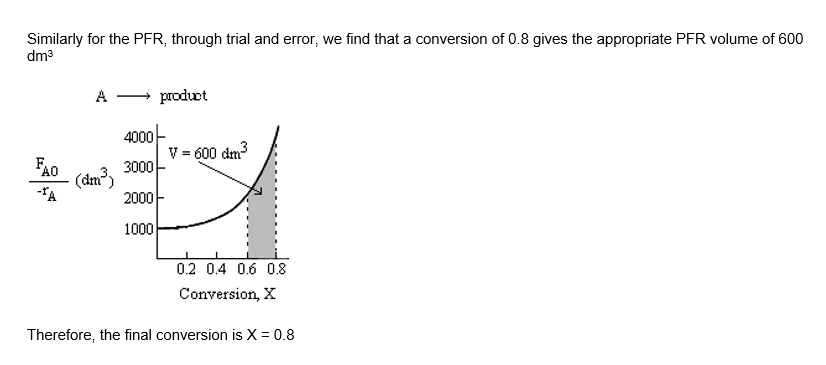 Similarly for the PFR, through trial and error, we find that a conversion of 0.8 gives the appropriate PFR volume of 600
dm³
A ⟶ product
4000
V = 600 dm³
3000
F_A0
(dm³)
-r_A
2000
1000
0.2 0.4 0.6 0.8
Conversion, X
Therefore, the final conversion is X = 0.8